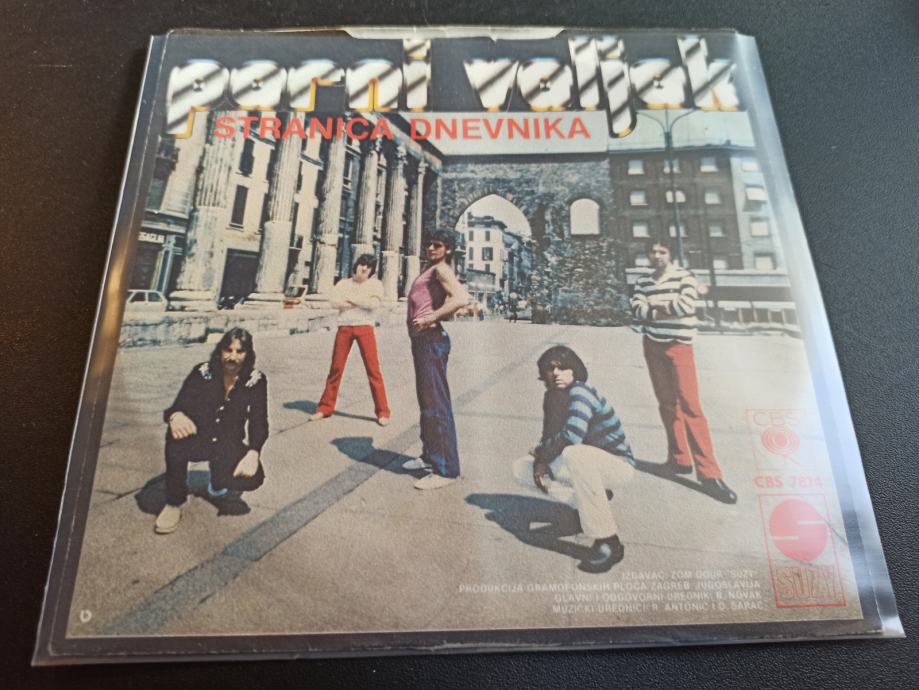 parni valjak
STRANICA DNEVNIKA
CBS
CBS 7814
SUZY
IZDAVAČ: ZOM OOUR "SUZY"
PRODUKCIJA GRAMOFONSKIH PLOČA ZAGREB, JUGOSLAVIJA
GLAVNI I ODGOVORNI UREDNIK: B. NOVAK
MUZIČKI UREDNICI: R. ANTONIĆ I D. ŠARAC